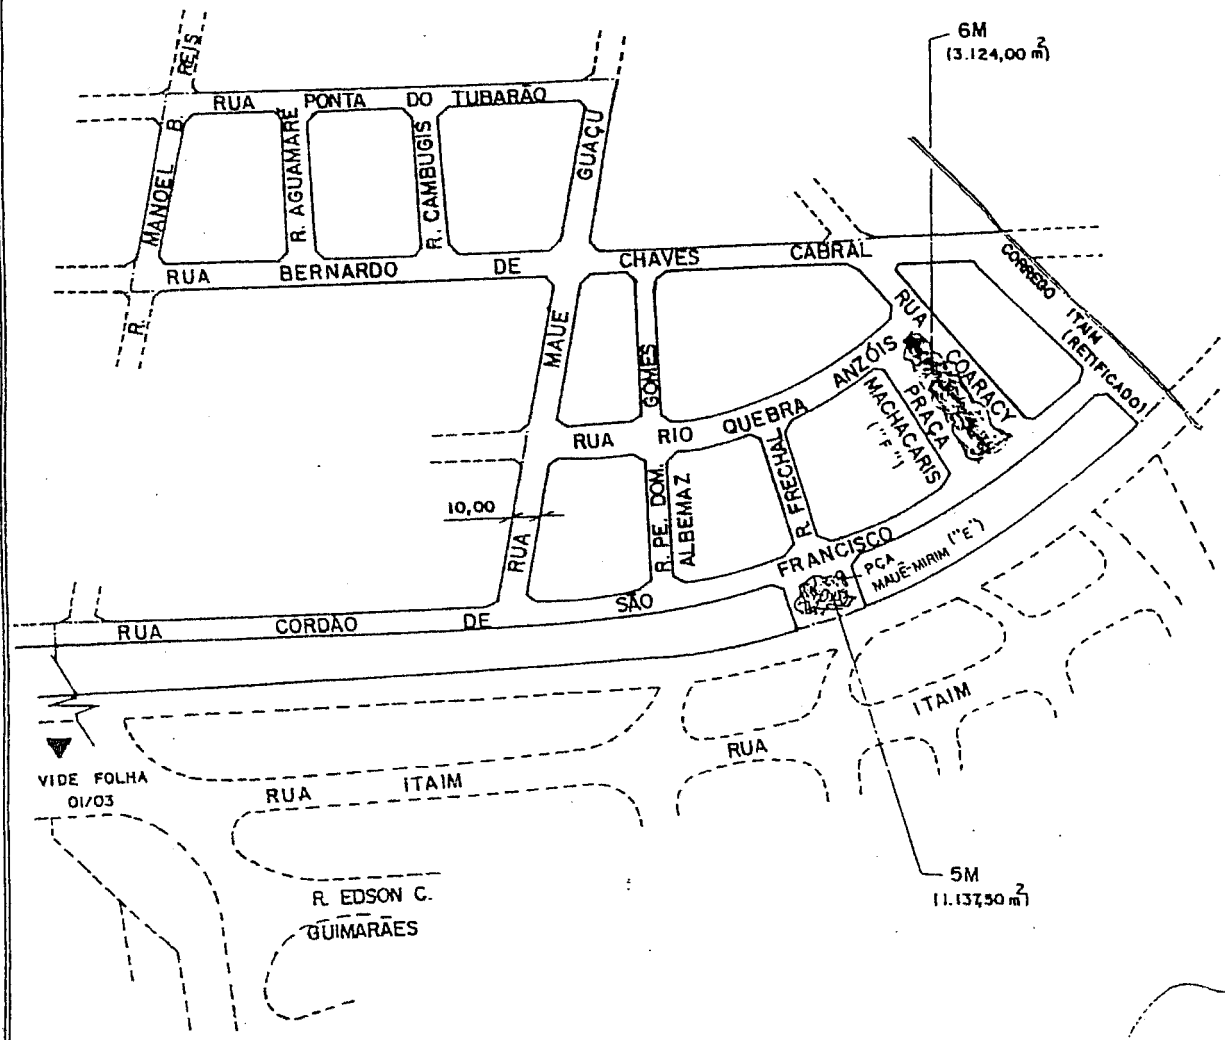 6M
(3.124,00 m²)
R. MANOEL B. REIS
RUA PONTA DO TUBARÃO
R. AGUAMARÉ
R. CAMBUGIS
RUA MAUE GUAÇU
RUA BERNARDO DE CHAVES CABRAL
CORREGO ITAIM
(RETIFICADO)
RUA COARACY
PRAÇA
MACHACARIS
("F")
GOMES
RUA RIO QUEBRA ANZÓIS
R. FRECHAL
R. PE. DOM.
ALBEMAZ
10,00
RUA CORDÃO DE SÃO FRANCISCO
PÇA
MAUÊ-MIRIM ("E")
VIDE FOLHA
01/03
RUA ITAIM
RUA ITAIM
R. EDSON C.
GUIMARÃES
5M
(1.137,50 m²)